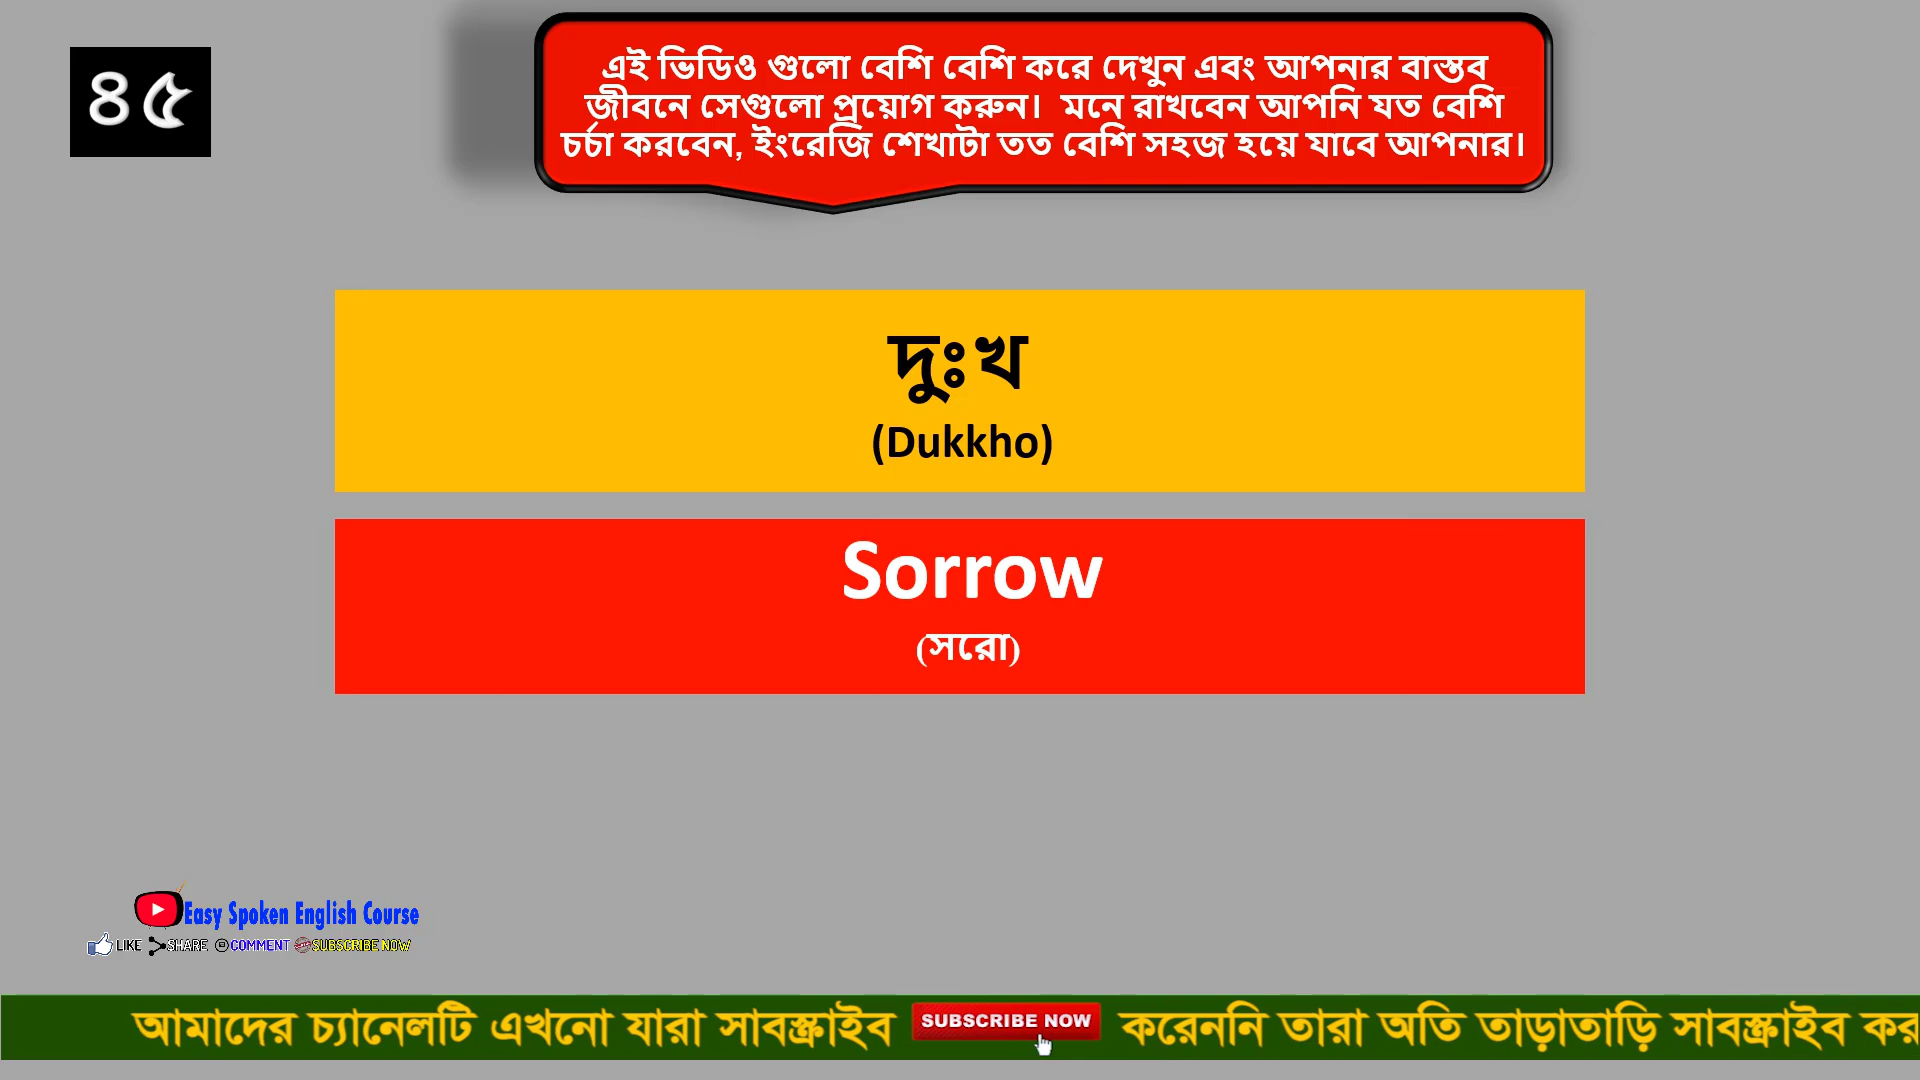 ৪৫
এই ভিডিও গুলো বেশি বেশি করে দেখুন এবং আপনার বাস্তব
জীবনে সেগুলো প্রয়োগ করুন। মনে রাখবেন আপনি যত বেশি
চর্চা করবেন, ইংরেজি শেখাটা তত বেশি সহজ হয়ে যাবে আপনার।
দুঃখ
(Dukkho)
Sorrow
(সরো)
Easy Spoken English Course
LIKE SHARE COMMENT SUBSCRIBE NOW
আমাদের চ্যানেলটি এখনো যারা সাবস্ক্রাইব SUBSCRIBE NOW করেননি তারা অতি তাড়াতাড়ি সাবস্ক্রাইব কর